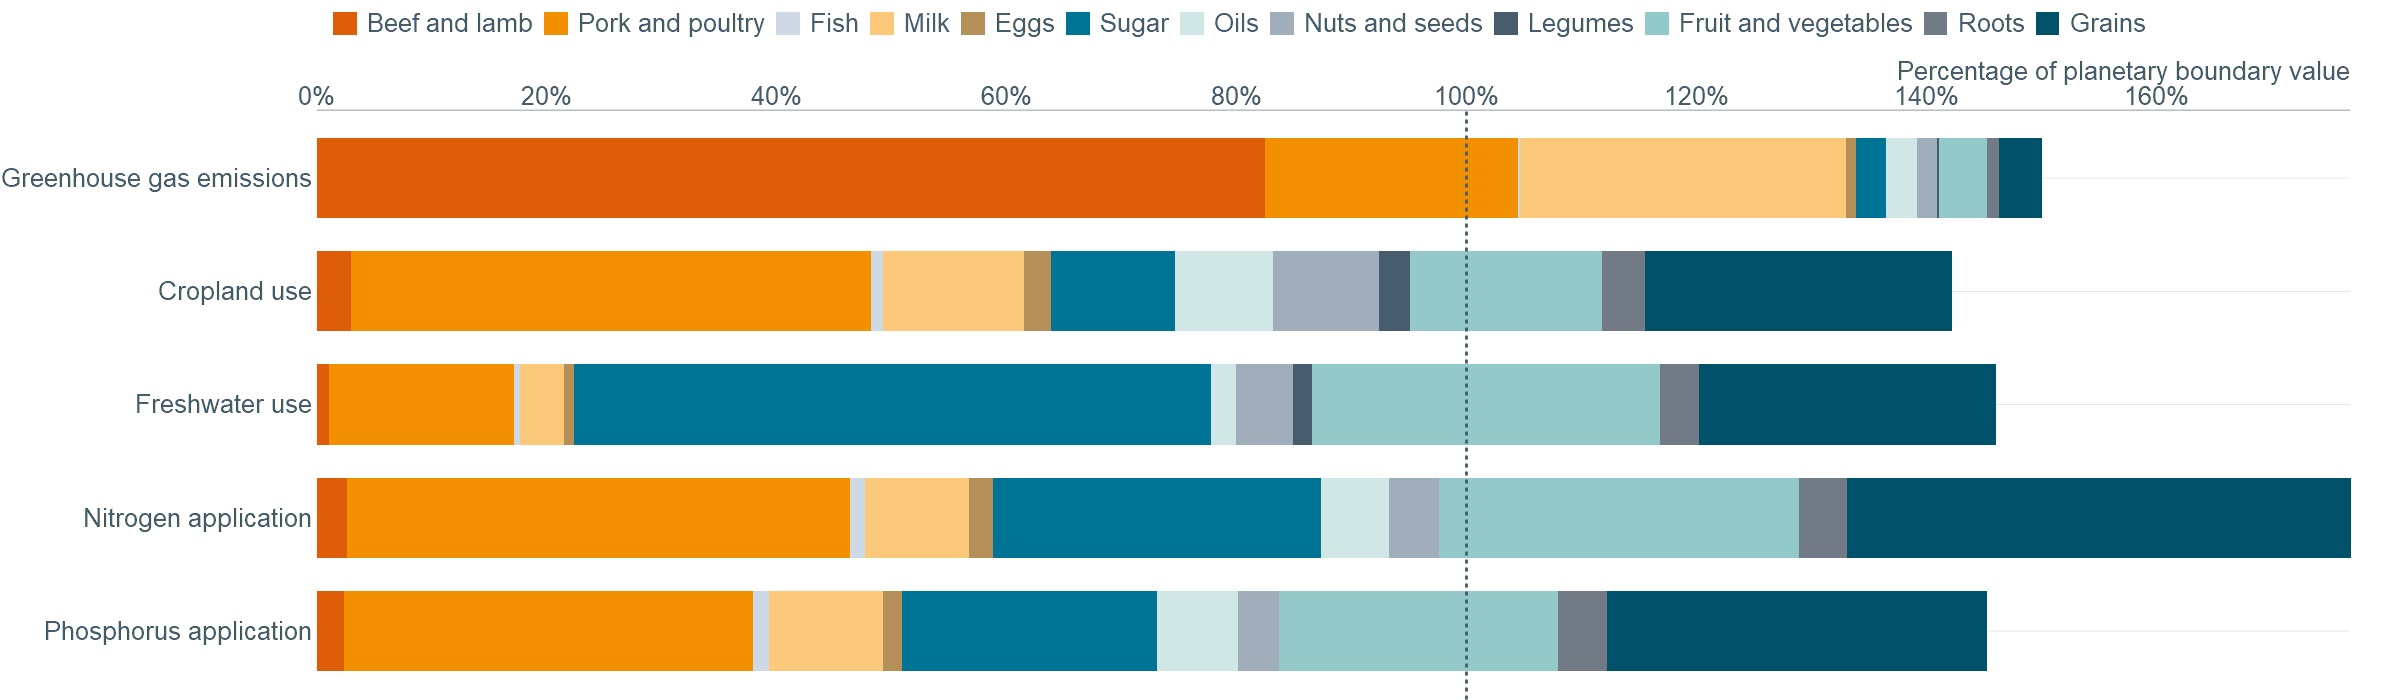 Beef and lamb Pork and poultry Fish Milk Eggs Sugar Oils Nuts and seeds Legumes Fruit and vegetables Roots Grains
Percentage of planetary boundary value
0% 20% 40% 60% 80% 100% 120% 140% 160%
Greenhouse gas emissions
Cropland use
Freshwater use
Nitrogen application
Phosphorus application